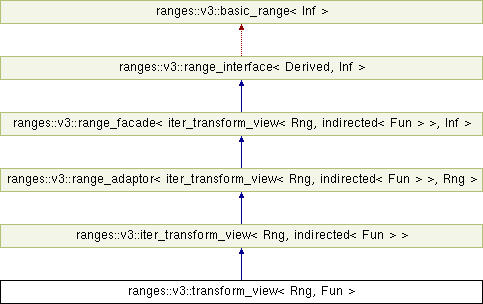 ranges::v3::basic_range< Inf >
ranges::v3::range_interface< Derived, Inf >
ranges::v3::range_facade< iter_transform_view< Rng, indirected< Fun > >, Inf >
ranges::v3::range_adaptor< iter_transform_view< Rng, indirected< Fun > >, Rng >
ranges::v3::iter_transform_view< Rng, indirected< Fun > >
ranges::v3::transform_view< Rng, Fun >